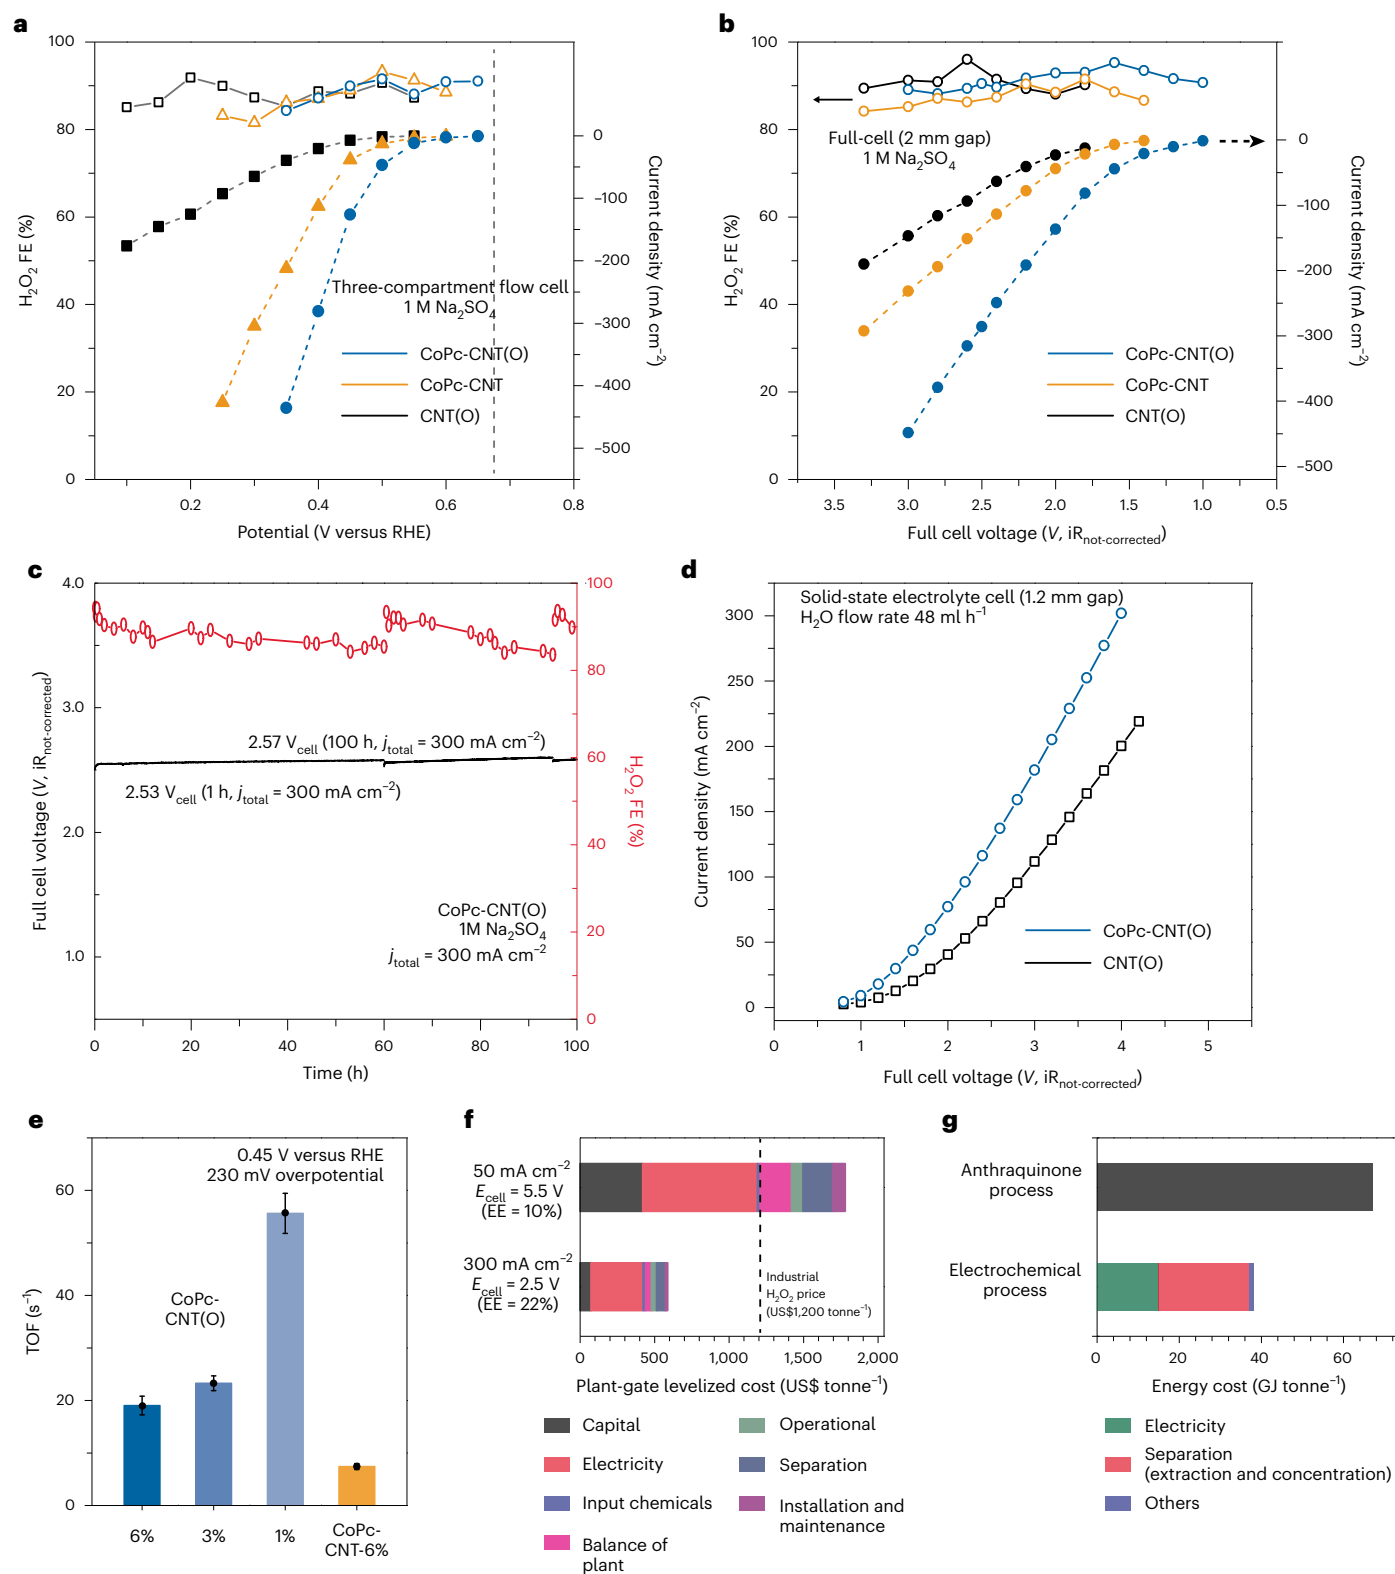 a
100
80
60
40
20
0
H₂O₂ FE (%)
0
−100
−200
−300
−400
−500
Current density (mA cm⁻²)
Three-compartment flow cell
1 M Na₂SO₄
CoPc-CNT(O)
CoPc-CNT
CNT(O)
0.2
0.4
0.6
0.8
Potential (V versus RHE)
b
100
80
60
40
20
0
H₂O₂ FE (%)
0
−100
−200
−300
−400
−500
Current density (mA cm⁻²)
Full-cell (2 mm gap)
1 M Na₂SO₄
CoPc-CNT(O)
CoPc-CNT
CNT(O)
3.5
3.0
2.5
2.0
1.5
1.0
0.5
Full cell voltage (V, iRnot-corrected)
c
4.0
3.0
2.0
1.0
Full cell voltage (V, iRnot-corrected)
100
80
60
40
20
0
H₂O₂ FE (%)
2.57 Vcell (100 h, jtotal = 300 mA cm⁻²)
2.53 Vcell (1 h, jtotal = 300 mA cm⁻²)
CoPc-CNT(O)
1M Na₂SO₄
jtotal = 300 mA cm⁻²
0
20
40
60
80
100
Time (h)
d
Solid-state electrolyte cell (1.2 mm gap)
H₂O flow rate 48 ml h⁻¹
300
250
200
150
100
50
0
Current density (mA cm⁻²)
CoPc-CNT(O)
CNT(O)
0
1
2
3
4
5
Full cell voltage (V, iRnot-corrected)
e
0.45 V versus RHE
230 mV overpotential
60
40
20
0
TOF (s⁻¹)
CoPc-
CNT(O)
6%
3%
1%
CoPc-
CNT-6%
f
50 mA cm⁻²
Ecell = 5.5 V
(EE = 10%)
300 mA cm⁻²
Ecell = 2.5 V
(EE = 22%)
Industrial
H₂O₂ price
(US$1,200 tonne⁻¹)
0
500
1,000
1,500
2,000
Plant-gate levelized cost (US$ tonne⁻¹)
Capital
Electricity
Input chemicals
Balance of
plant
Operational
Separation
Installation and
maintenance
g
Anthraquinone
process
Electrochemical
process
0
20
40
60
Energy cost (GJ tonne⁻¹)
Electricity
Separation
(extraction and concentration)
Others